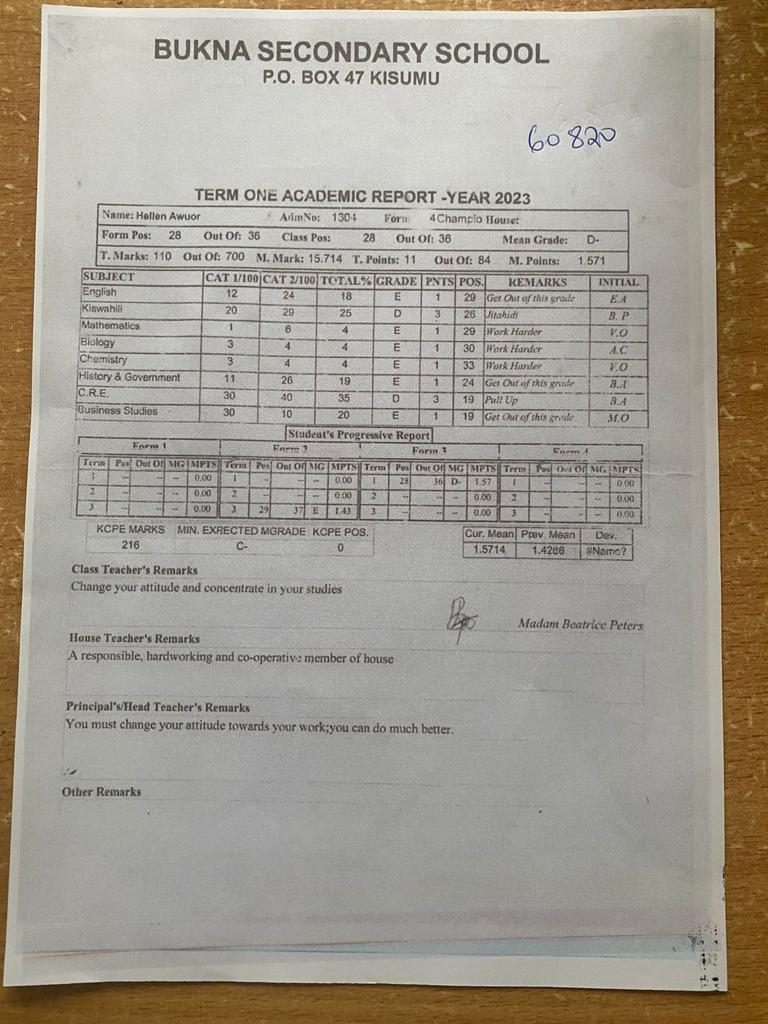 BUKNA SECONDARY SCHOOL
P.O. BOX 47 KISUMU
60 820
TERM ONE ACADEMIC REPORT -YEAR 2023
Name: Hellen Awuor AdmNo: 1304 Form 4Champio House:
Form Pos: 28 Out Of: 36 Class Pos: 28 Out Of: 36 Mean Grade: D-
T. Marks: 110 Out Of: 700 M. Mark: 15.714 T. Points: 11 Out Of: 84 M. Points: 1.571
SUBJECT CAT 1/100 CAT 2/100 TOTAL% GRADE PNTS POS. REMARKS INITIAL
English 12 24 18 E 1 29 Get Out of this grade E.A
Kiswahili 20 29 25 D 3 26 Jitahidi B.P
Mathematics 1 6 4 E 1 29 Work Harder V.O
Biology 3 4 4 E 1 30 Work Harder A.C
Chemistry 3 4 4 E 1 33 Work Harder V.O
History & Government 11 26 19 E 1 24 Get Out of this grade B.A
C.R.E. 30 40 35 D 3 19 Pull Up B.A
Business Studies 30 10 20 E 1 19 Get Out of this grade M.O
Student's Progressive Report
Form 1 Form 2 Form 3 Form 4
Term Pos Out Of MG MPTS Term Pos Out Of MG MPTS Term Pos Out Of MG MPTS Term Pos Out Of MG MPTS
1 -- -- -- 0.00 1 -- -- 0.00 1 28 36 D- 1.57 1 -- -- -- 0.00
2 -- -- -- 0.00 2 -- -- 0.00 2 -- -- -- 0.00 2 -- -- -- 0.00
3 -- -- -- 0.00 3 29 37 E 1.43 3 -- -- -- 0.00 3 -- -- -- 0.00
KCPE MARKS MIN. EXPECTED MGRADE KCPE POS. Cur. Mean Prev. Mean Dev.
216 C- 0 1.5714 1.4286 #Name?
Class Teacher's Remarks
Change your attitude and concentrate in your studies
Madam Beatrice Peters
House Teacher's Remarks
A responsible, hardworking and co-operative member of house
Principal's/Head Teacher's Remarks
You must change your attitude towards your work;you can do much better.
Other Remarks